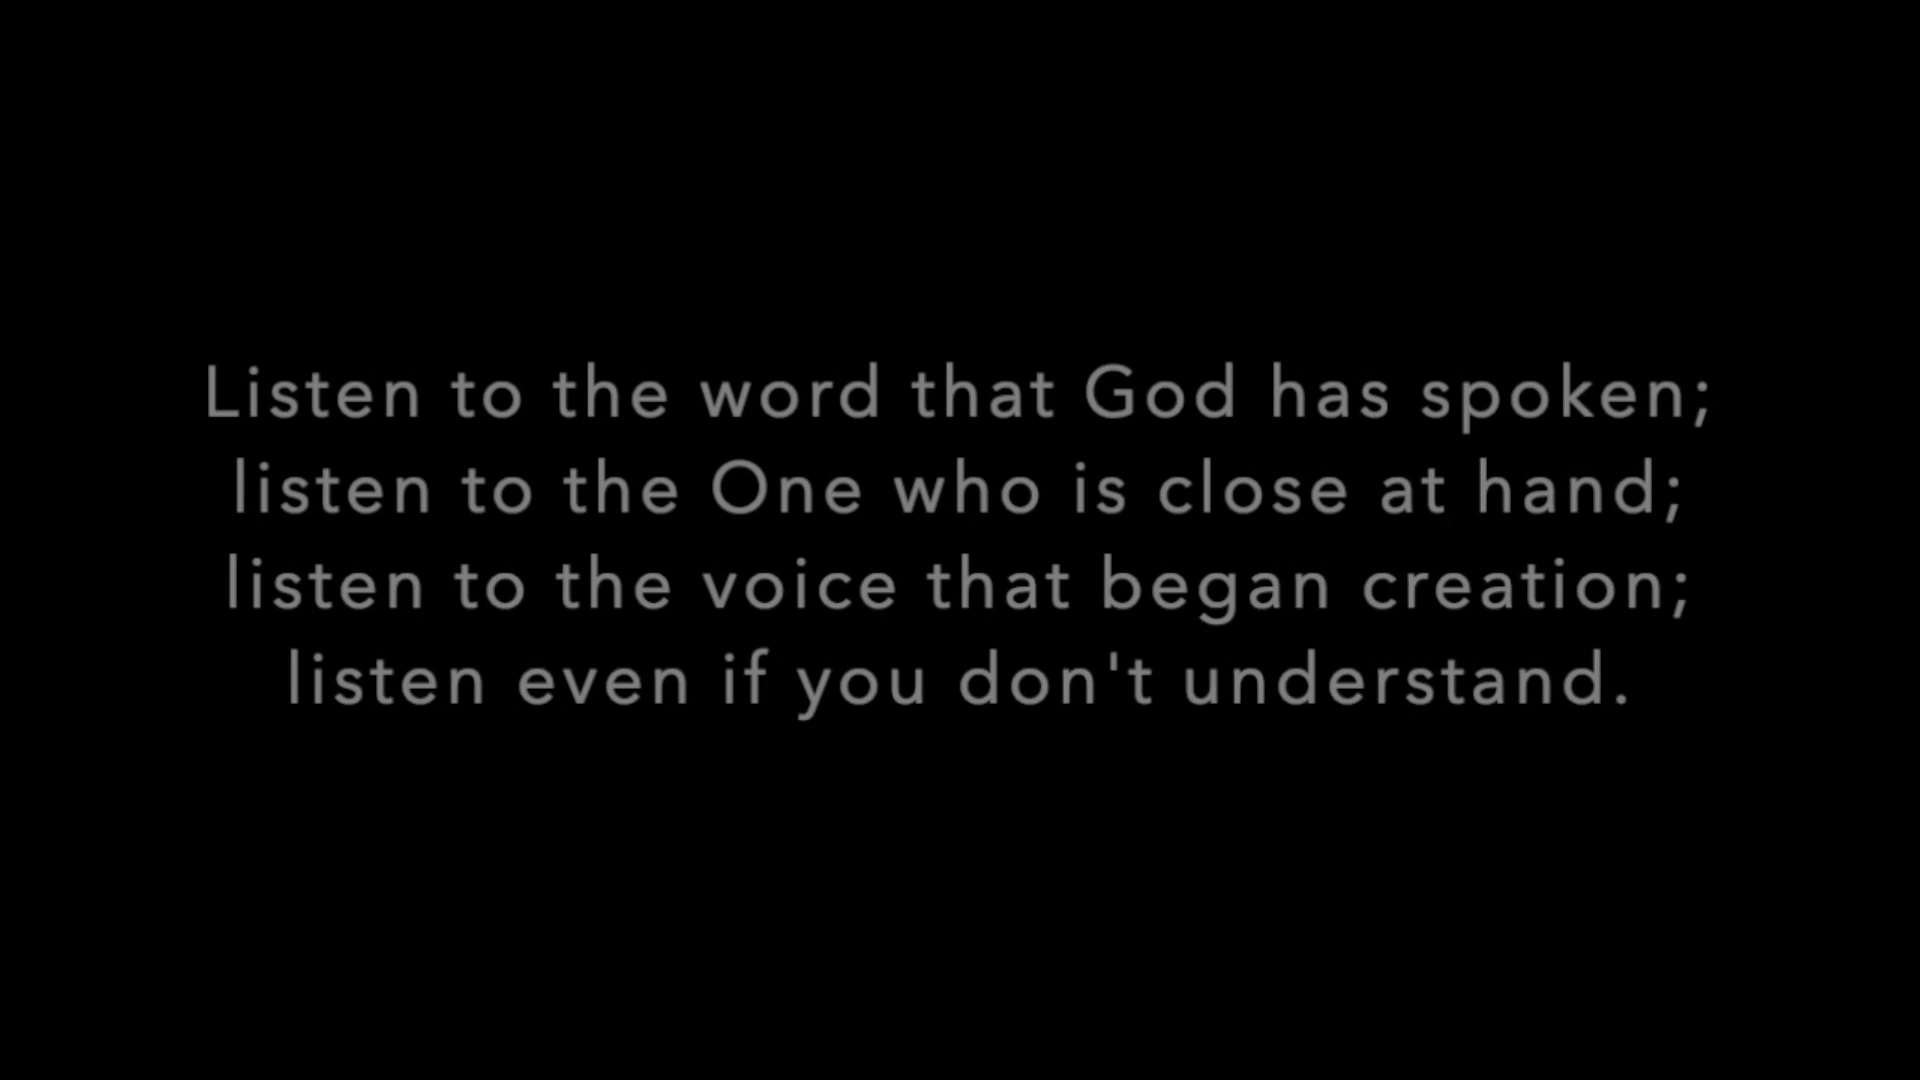 Listen to the word that God has spoken;
listen to the One who is close at hand;
listen to the voice that began creation;
listen even if you don't understand.